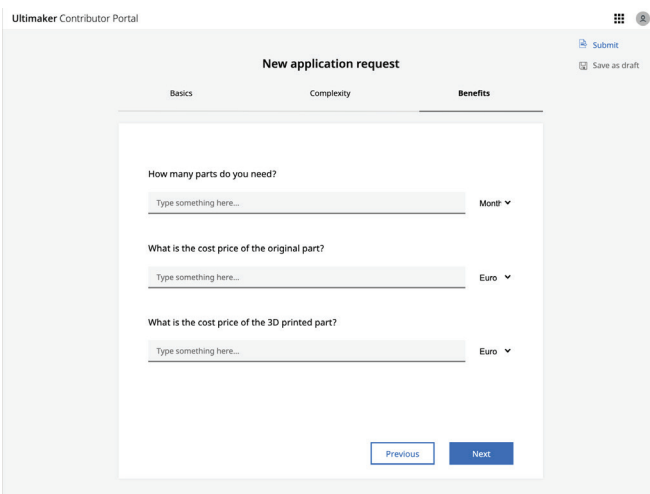 Ultimaker Contributor Portal
Submit
Save as draft
New application request
Basics Complexity Benefits
How many parts do you need?
Type something here... Month
What is the cost price of the original part?
Type something here... Euro
What is the cost price of the 3D printed part?
Type something here... Euro
Previous Next